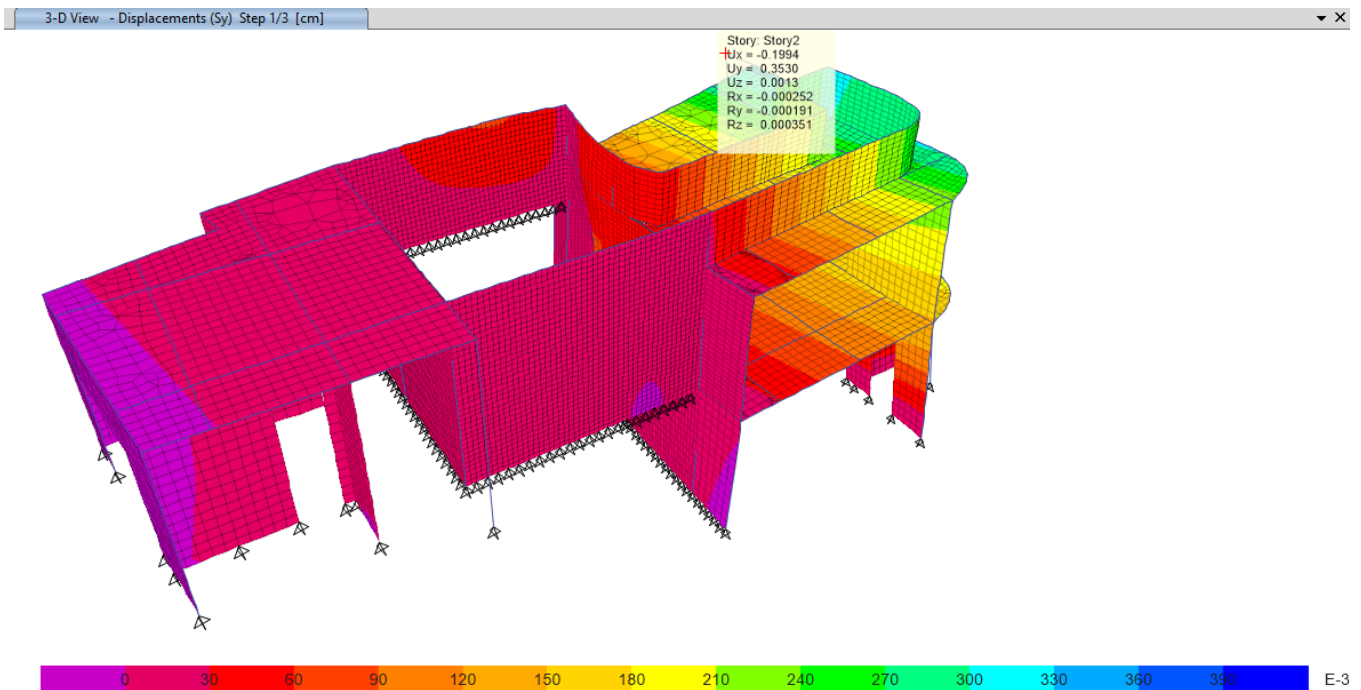 3-D View  - Displacements (Sy)  Step 1/3  [cm]
Story: Story2
Ux = -0.1994
Uy = 0.3530
Uz = 0.0013
Rx = -0.000252
Ry = -0.000191
Rz = 0.000351
0 30 60 90 120 150 180 210 240 270 300 330 360 390 E-3